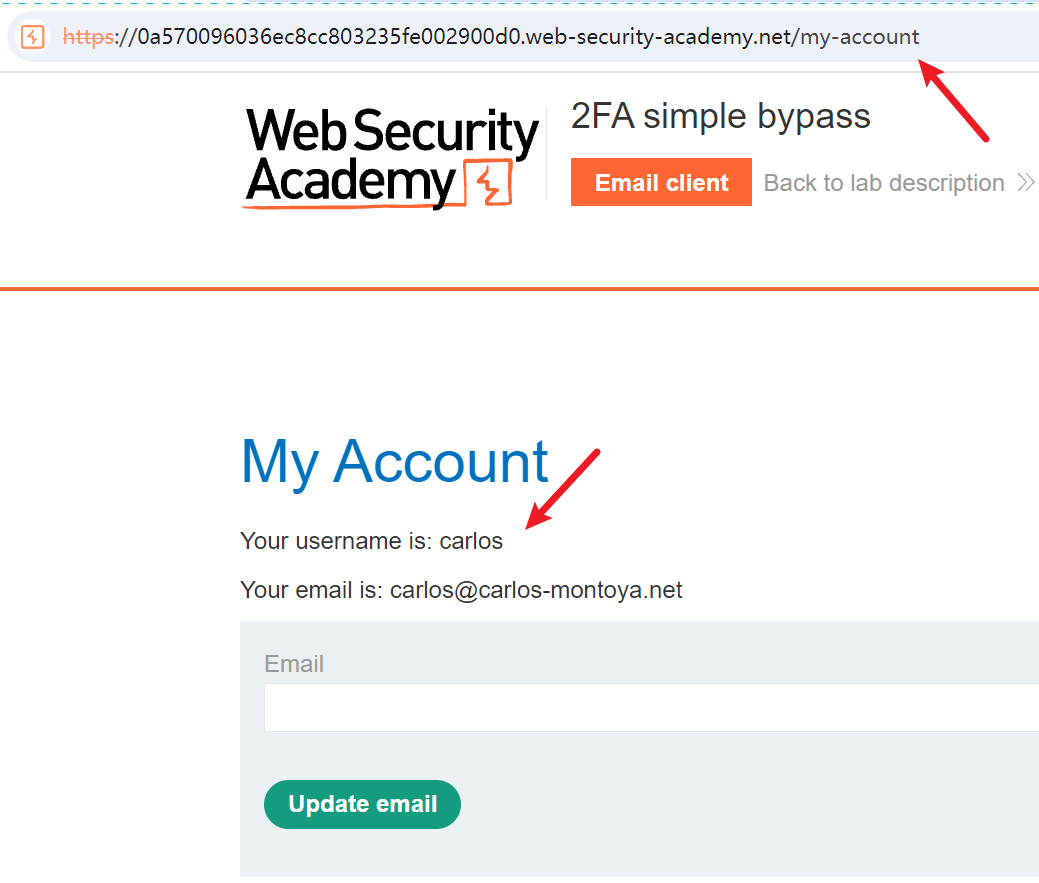 https://0a570096036ec8cc803235fe002900d0.web-security-academy.net/my-account
Web Security
Academy
2FA simple bypass
Email client
Back to lab description
My Account
Your username is: carlos
Your email is: carlos@carlos-montoya.net
Email
Update email